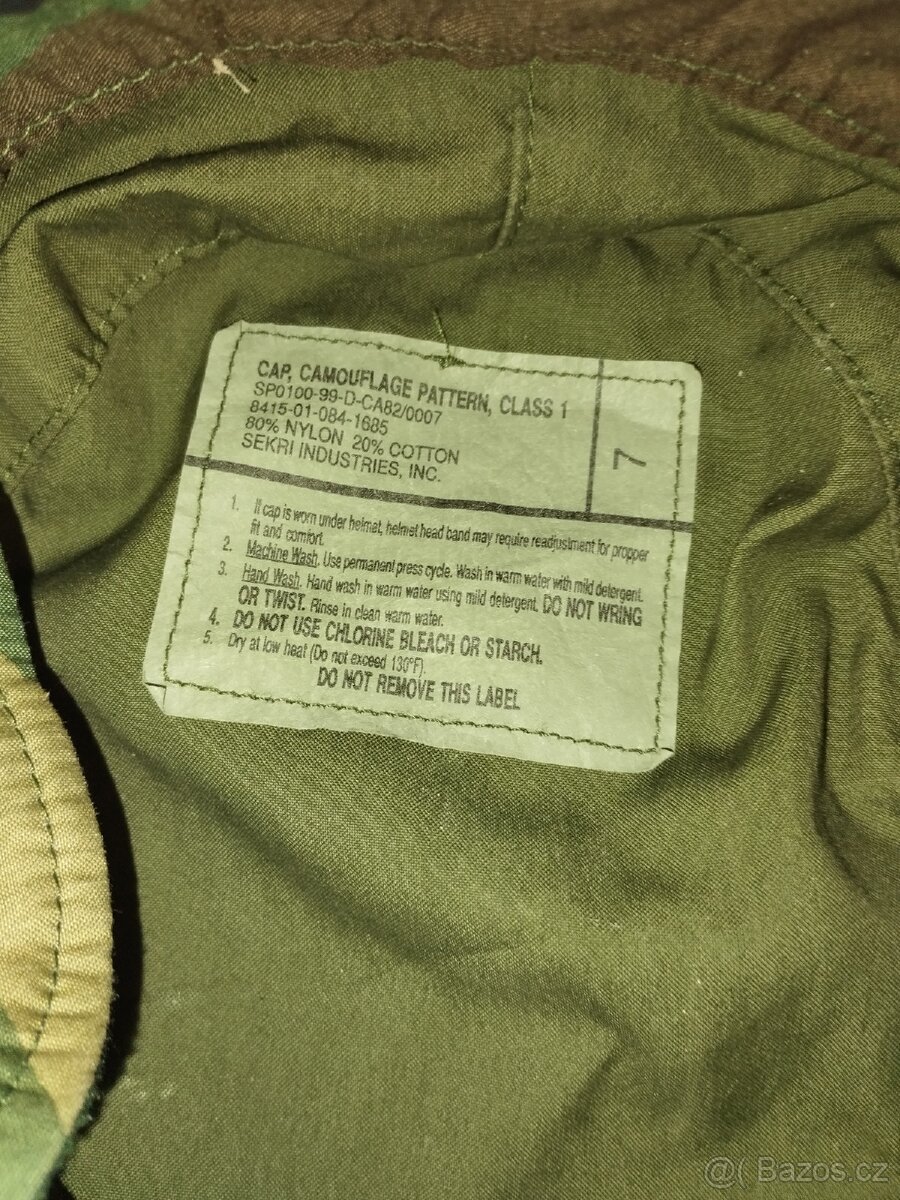 CAP, CAMOUFLAGE PATTERN, CLASS 1
SP0100-99-D-CA82/0007
8415-01-084-1685
80% NYLON 20% COTTON
SEKRI INDUSTRIES, INC.
7
1. If cap is worn under helmet, helmet head band may require readjustment for propper
fit and comfort.
2. Machine Wash. Use permanent press cycle. Wash in warm water with mild detergent.
3. Hand Wash. Hand wash in warm water using mild detergent. DO NOT WRING
OR TWIST. Rinse in clean warm water.
4. DO NOT USE CHLORINE BLEACH OR STARCH.
5. Dry at low heat (Do not exceed 130°F).
DO NOT REMOVE THIS LABEL
@( Bazos.cz